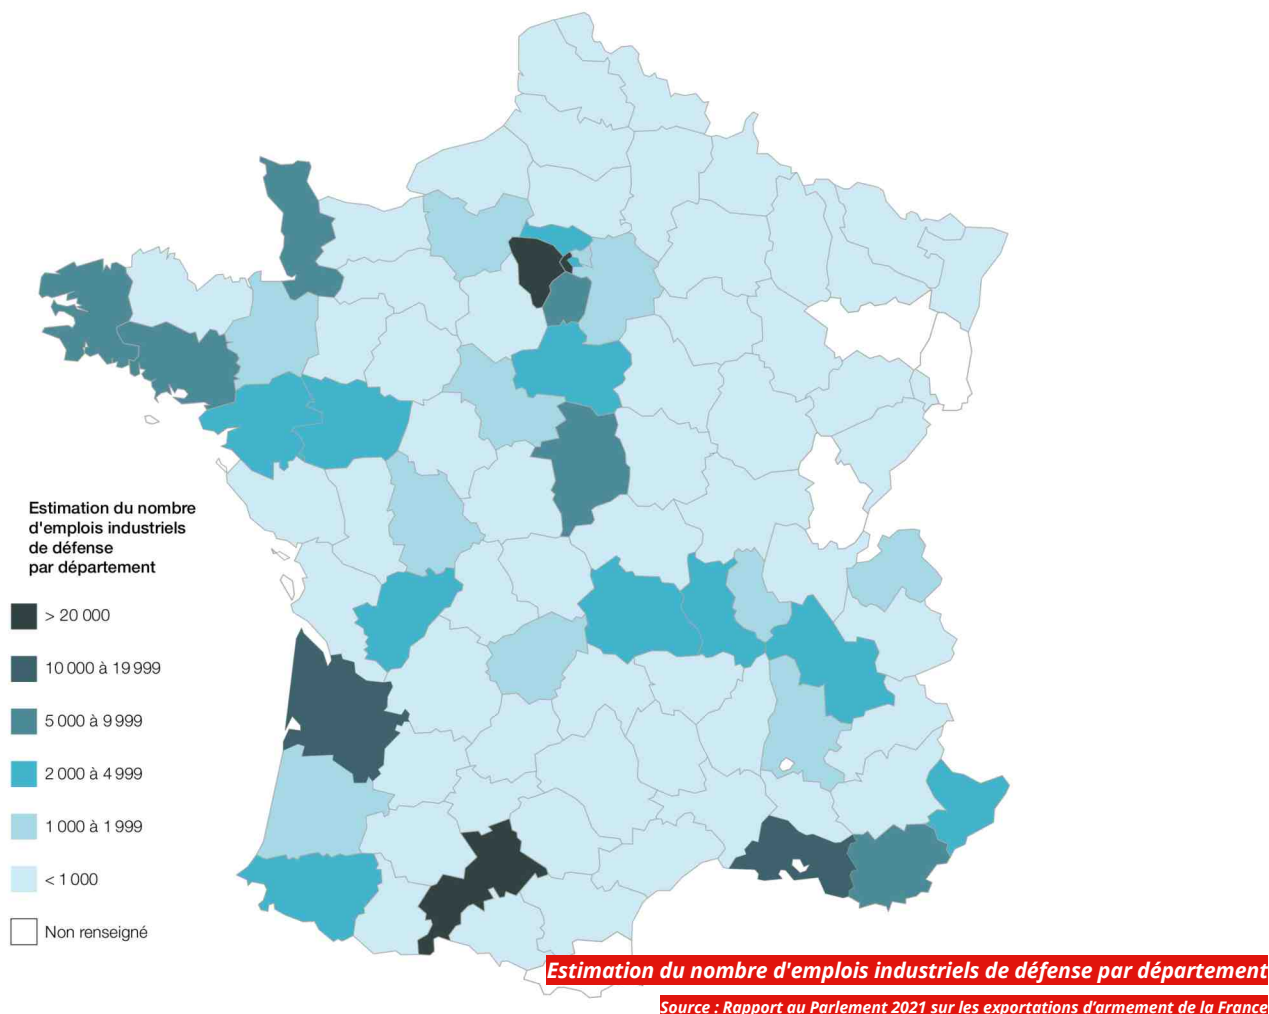 Estimation du nombre
d'emplois industriels
de défense
par département
> 20 000
10 000 à 19 999
5 000 à 9 999
2 000 à 4 999
1 000 à 1 999
< 1 000
Non renseigné
Estimation du nombre d'emplois industriels de défense par département
Source : Rapport au Parlement 2021 sur les exportations d’armement de la France